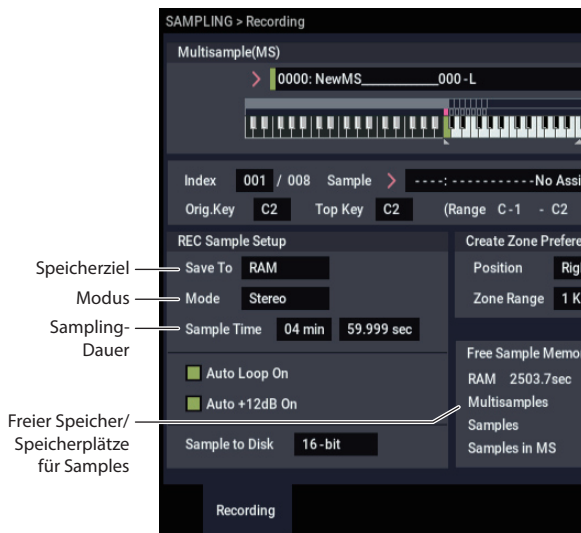 SAMPLING > Recording
Multisample(MS)
0000: NewMS_____________000-L
Index 001 / 008 Sample ----: -----------No Assi
Orig.Key C2 Top Key C2 (Range C-1 - C2
REC Sample Setup
Create Zone Prefere
Speicherziel
Save To RAM
Position Rig
Modus
Mode Stereo
Zone Range 1 K
Sampling-
Dauer
Sample Time 04 min 59.999 sec
Auto Loop On
Free Sample Memo
RAM 2503.7sec
Auto +12dB On
Multisamples
Freier Speicher/
Speicherplätze
für Samples
Samples
Sample to Disk 16-bit
Samples in MS
Recording